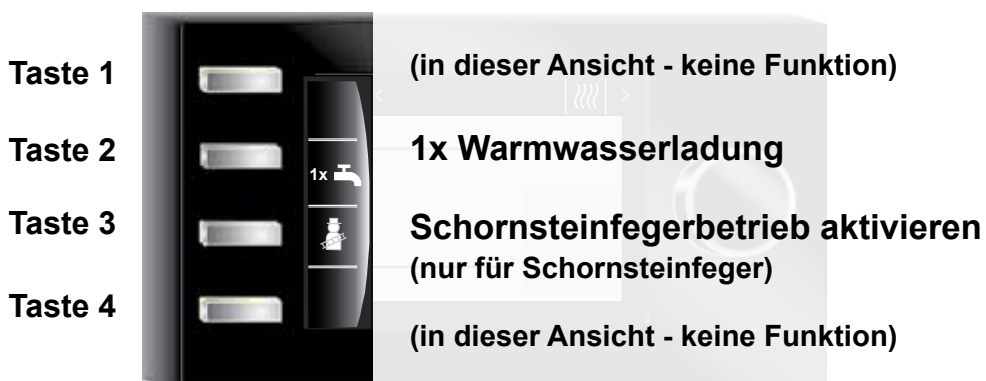 Taste 1
(in dieser Ansicht - keine Funktion)
Taste 2
1x Warmwasserladung
1x
Taste 3
Schornsteinfegerbetrieb aktivieren
(nur für Schornsteinfeger)
Taste 4
(in dieser Ansicht - keine Funktion)